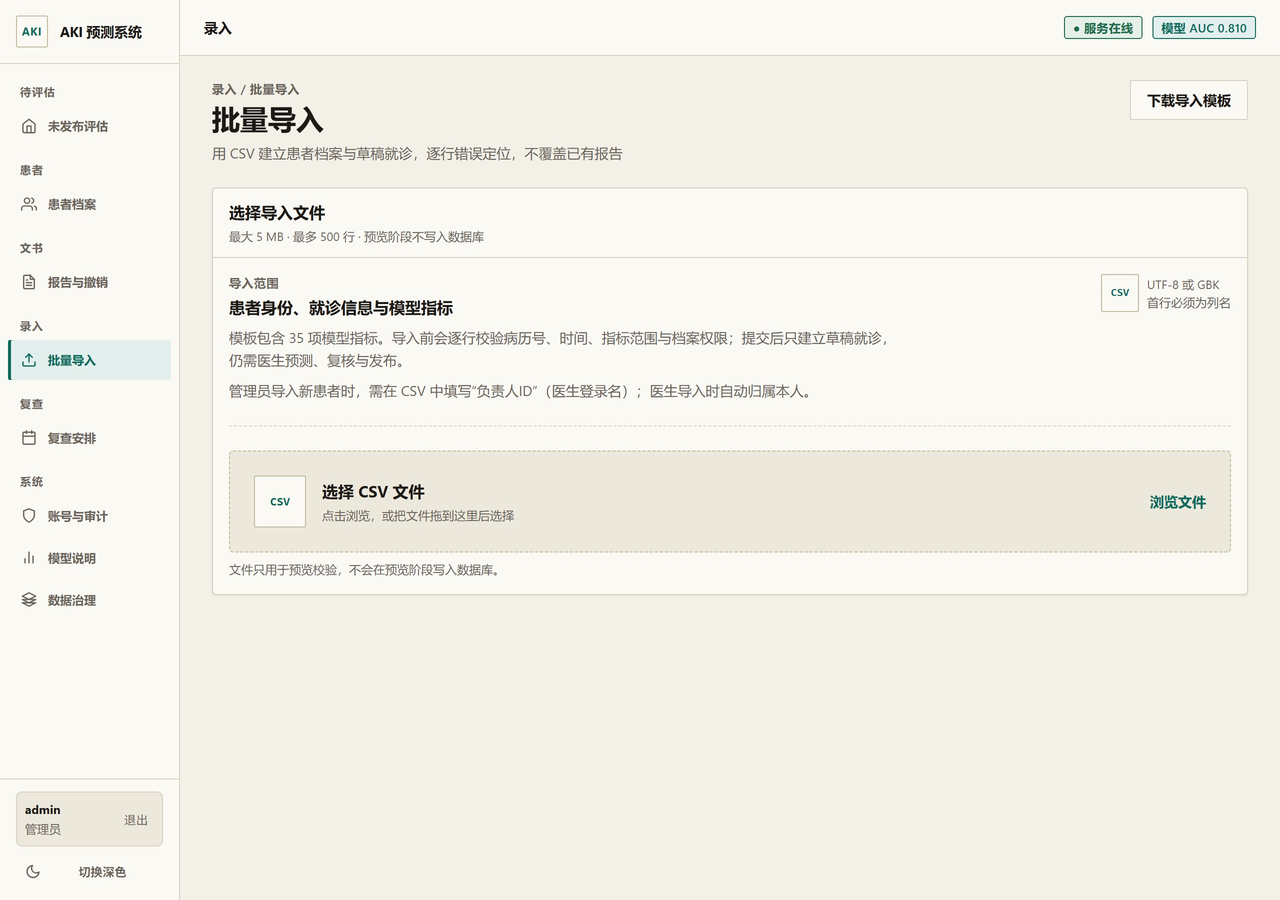 AKI
AKI 预测系统
待评估
未发布评估
患者
患者档案
文书
报告与撤销
录入
批量导入
复查
复查安排
系统
账号与审计
模型说明
数据治理
admin
管理员
退出
切换深色
录入
服务在线
模型 AUC 0.810
录入 / 批量导入
批量导入
用 CSV 建立患者档案与草稿就诊，逐行错误定位，不覆盖已有报告
下载导入模板
选择导入文件
最大 5 MB · 最多 500 行 · 预览阶段不写入数据库
导入范围
患者身份、就诊信息与模型指标
模板包含 35 项模型指标。导入前会逐行校验病历号、时间、指标范围与档案权限；提交后只建立草稿就诊，
仍需医生预测、复核与发布。
管理员导入新患者时，需在 CSV 中填写“负责人ID”（医生登录名）；医生导入时自动归属本人。
CSV
UTF-8 或 GBK
首行必须为列名
CSV
选择 CSV 文件
点击浏览，或把文件拖到这里后选择
浏览文件
文件只用于预览校验，不会在预览阶段写入数据库。